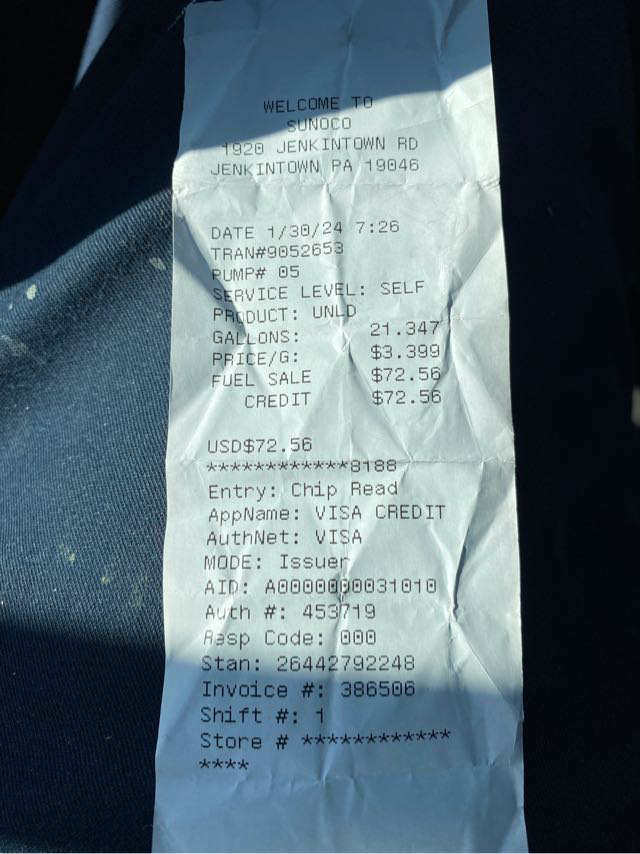 WELCOME TO
SUNOCO
1920 JENKINTOWN RD
JENKINTOWN PA 19046
DATE 1/30/24 7:26
TRAN#9052653
PUMP# 05
SERVICE LEVEL: SELF
PRODUCT: UNLD
GALLONS: 21.347
PRICE/G: $3.399
FUEL SALE $72.56
CREDIT $72.56
USD$72.56
************8188
Entry: Chip Read
AppName: VISA CREDIT
AuthNet: VISA
MODE: Issuer
AID: A0000000031010
Auth #: 453719
Resp Code: 000
Stan: 26442792248
Invoice #: 386506
Shift #: 1
Store # ************
****